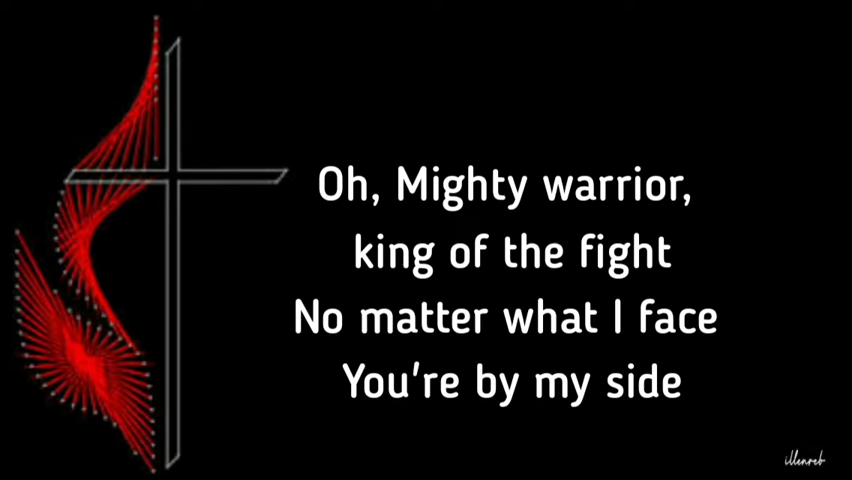 Oh, Mighty warrior,
king of the fight
No matter what I face
You're by my side
illenreb